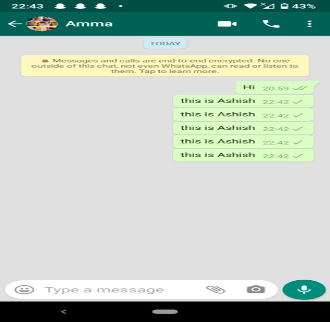 22:43
43%
Amma
TODAY
Messages and calls are end-to-end encrypted. No one
outside of this chat, not even WhatsApp, can read or listen to
them. Tap to learn more.
Hi 20:59
this is Ashish 22:42
this is Ashish 22:42
this is Ashish 22:42
this is Ashish 22:42
this is Ashish 22:42
Type a message